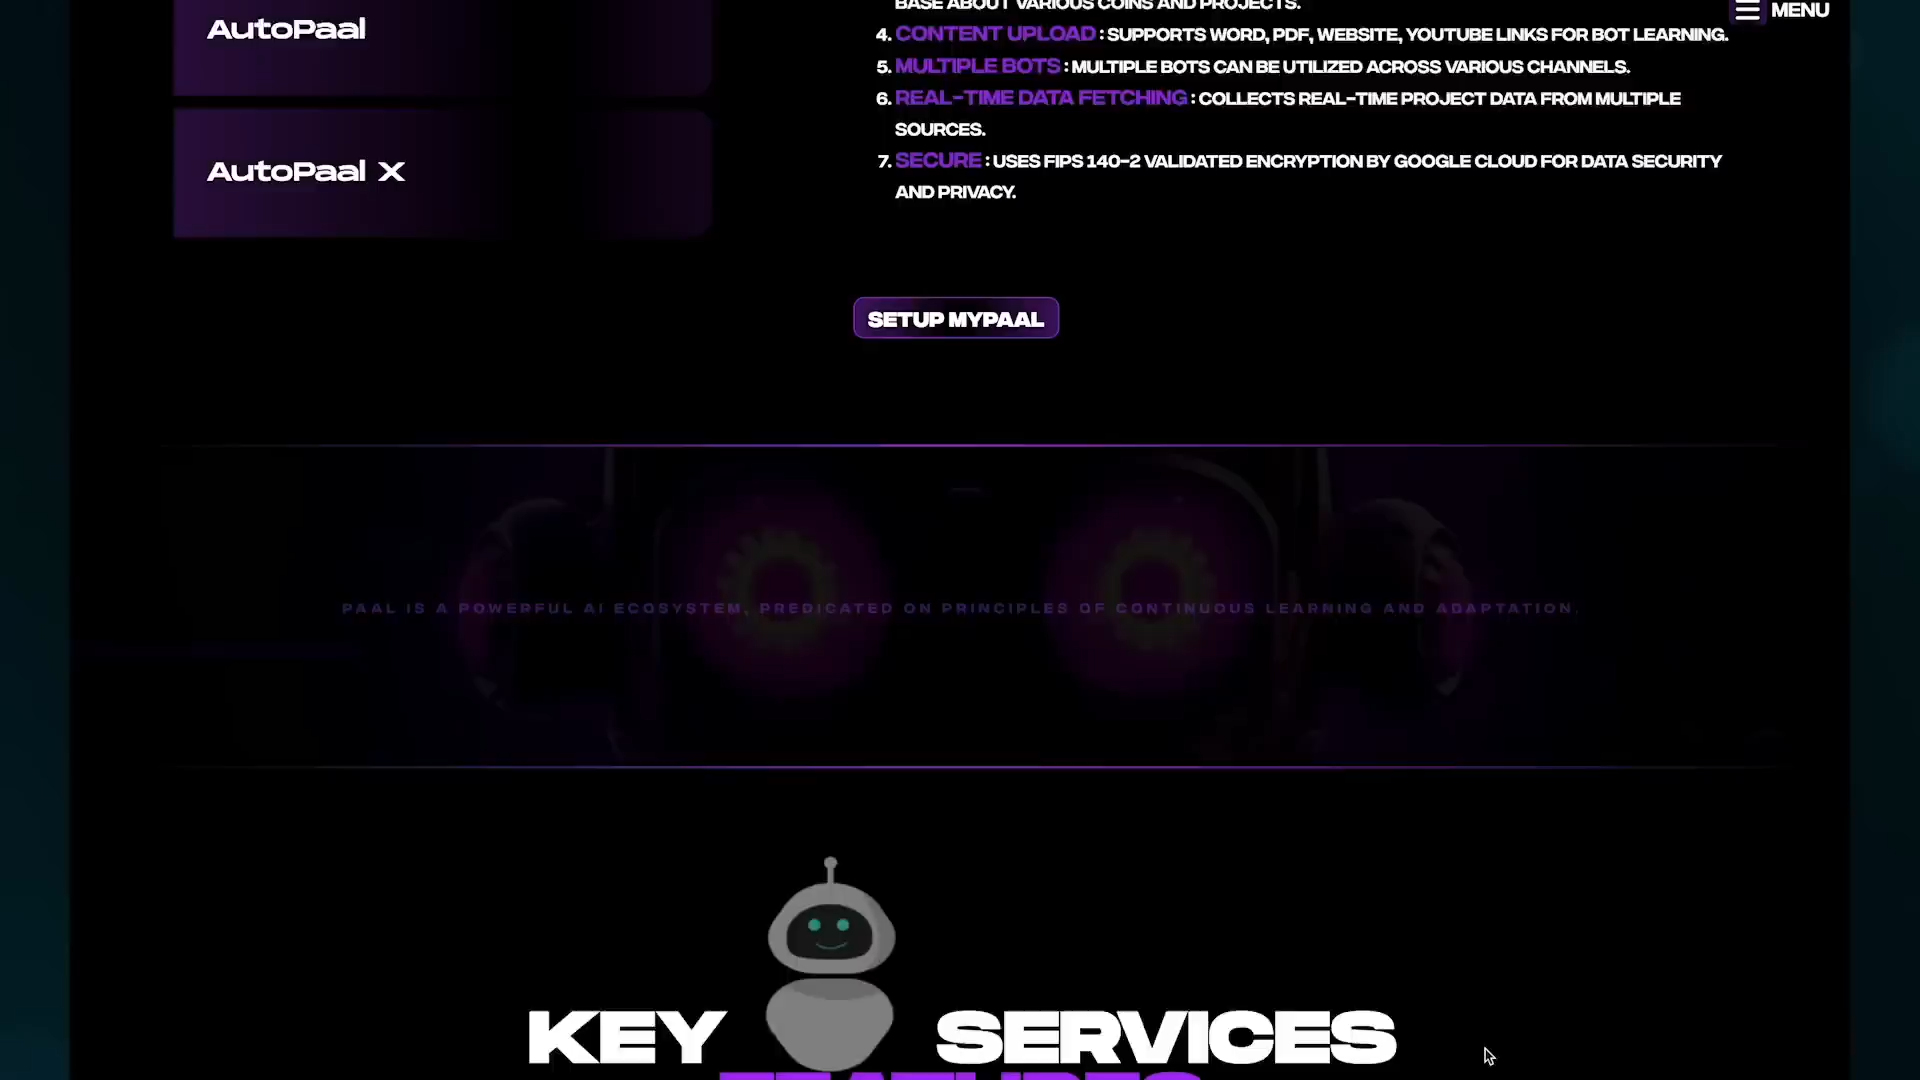 BASE ABOUT VARIOUS COINS AND PROJECTS.
MENU
AutoPaal
4. CONTENT UPLOAD : SUPPORTS WORD, PDF, WEBSITE, YOUTUBE LINKS FOR BOT LEARNING.
5. MULTIPLE BOTS : MULTIPLE BOTS CAN BE UTILIZED ACROSS VARIOUS CHANNELS.
6. REAL-TIME DATA FETCHING : COLLECTS REAL-TIME PROJECT DATA FROM MULTIPLE
SOURCES.
AutoPaal X
7. SECURE : USES FIPS 140-2 VALIDATED ENCRYPTION BY GOOGLE CLOUD FOR DATA SECURITY
AND PRIVACY.
SETUP MYPAAL
PAAL IS A POWERFUL AI ECOSYSTEM, PREDICATED ON PRINCIPLES OF CONTINUOUS LEARNING AND ADAPTATION.
KEY SERVICES
FEATURES